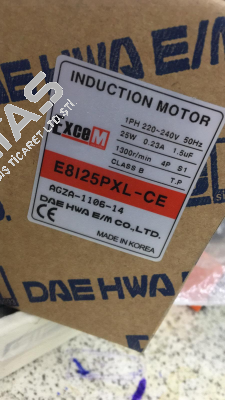 DAE HWA E/M
INDUCTION MOTOR
ExceM
1PH 220-240V 50Hz
25W 0.23A 1.5uF
1300r/min 4P S1
CLASS B T.P
E8I25PXL-CE
AGZA-1106-14
DAE HWA E/M CO.,LTD.
CE
MADE IN KOREA
DAE HWA